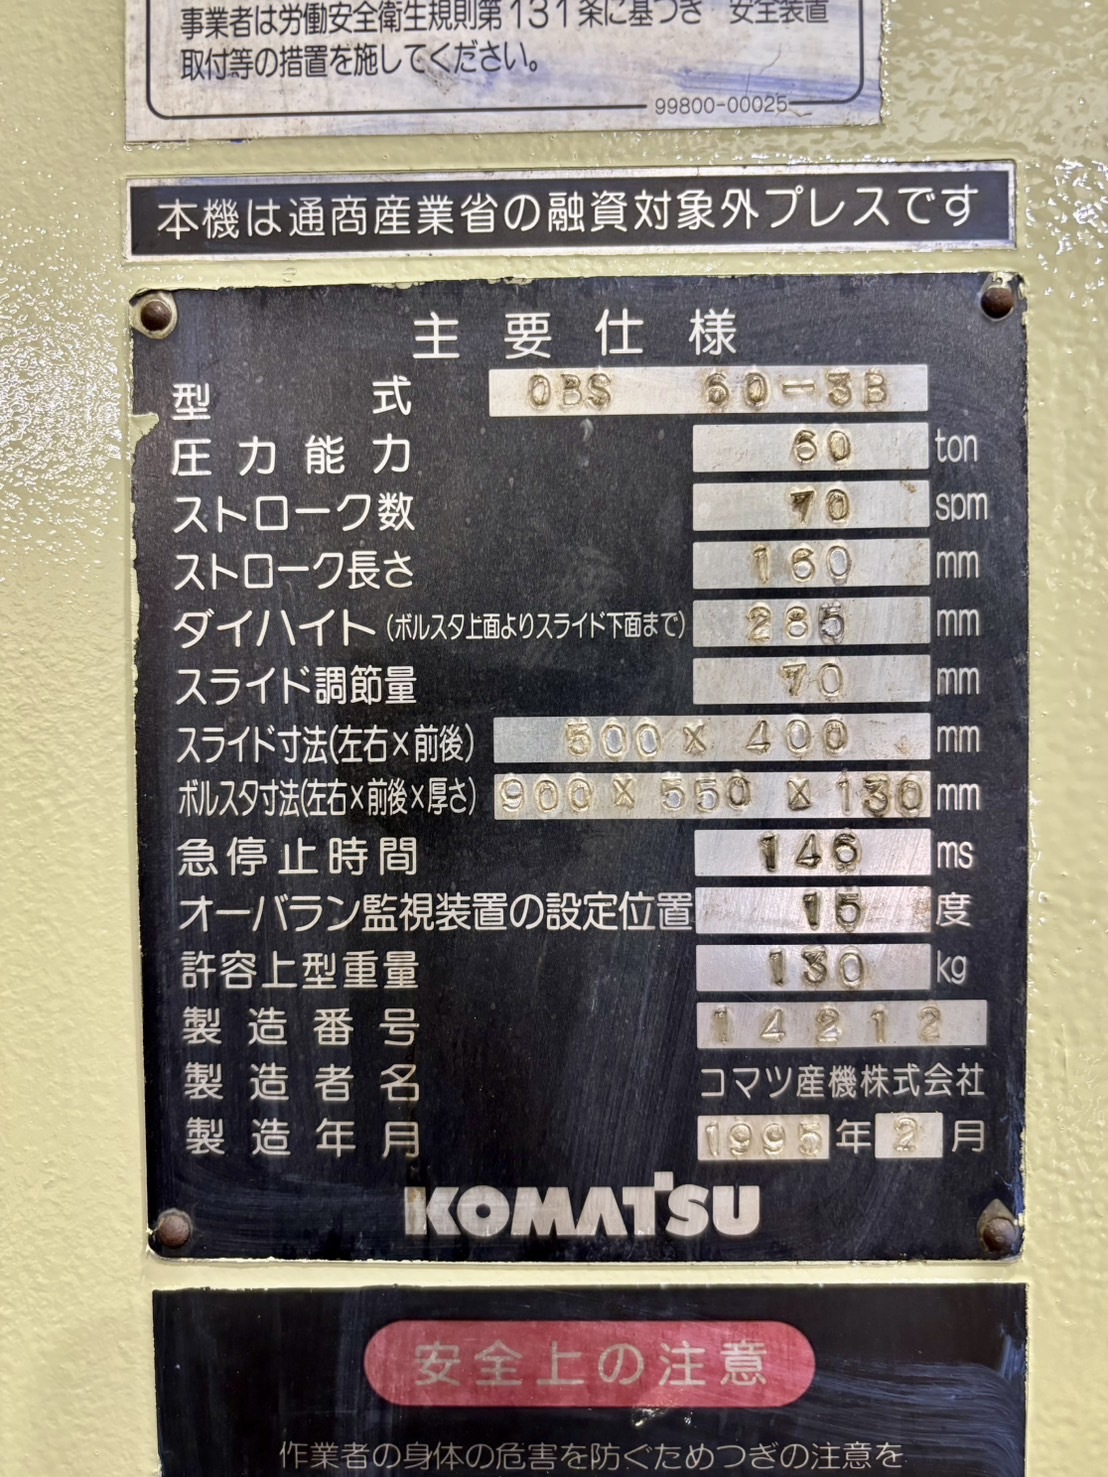 事業者は労働安全衛生規則第131条に基づき 安全装置
取付等の措置を施してください。
99800-00025
本機は通商産業省の融資対象外プレスです
主要仕様
型式 OBS 60-3B
圧力能力 60 ton
ストローク数 70 spm
ストローク長さ 160 mm
ダイハイト(ボルスタ上面よりスライド下面まで) 285 mm
スライド調節量 70 mm
スライド寸法(左右×前後) 500×400 mm
ボルスタ寸法(左右×前後×厚さ) 900×550×130 mm
急停止時間 146 ms
オーバラン監視装置の設定位置 15 度
許容上型重量 130 kg
製造番号 14212
製造者名 コマツ産機株式会社
製造年月 1995年2月
KOMATSU
安全上の注意
作業者の身体の危害を防ぐためつぎの注意を